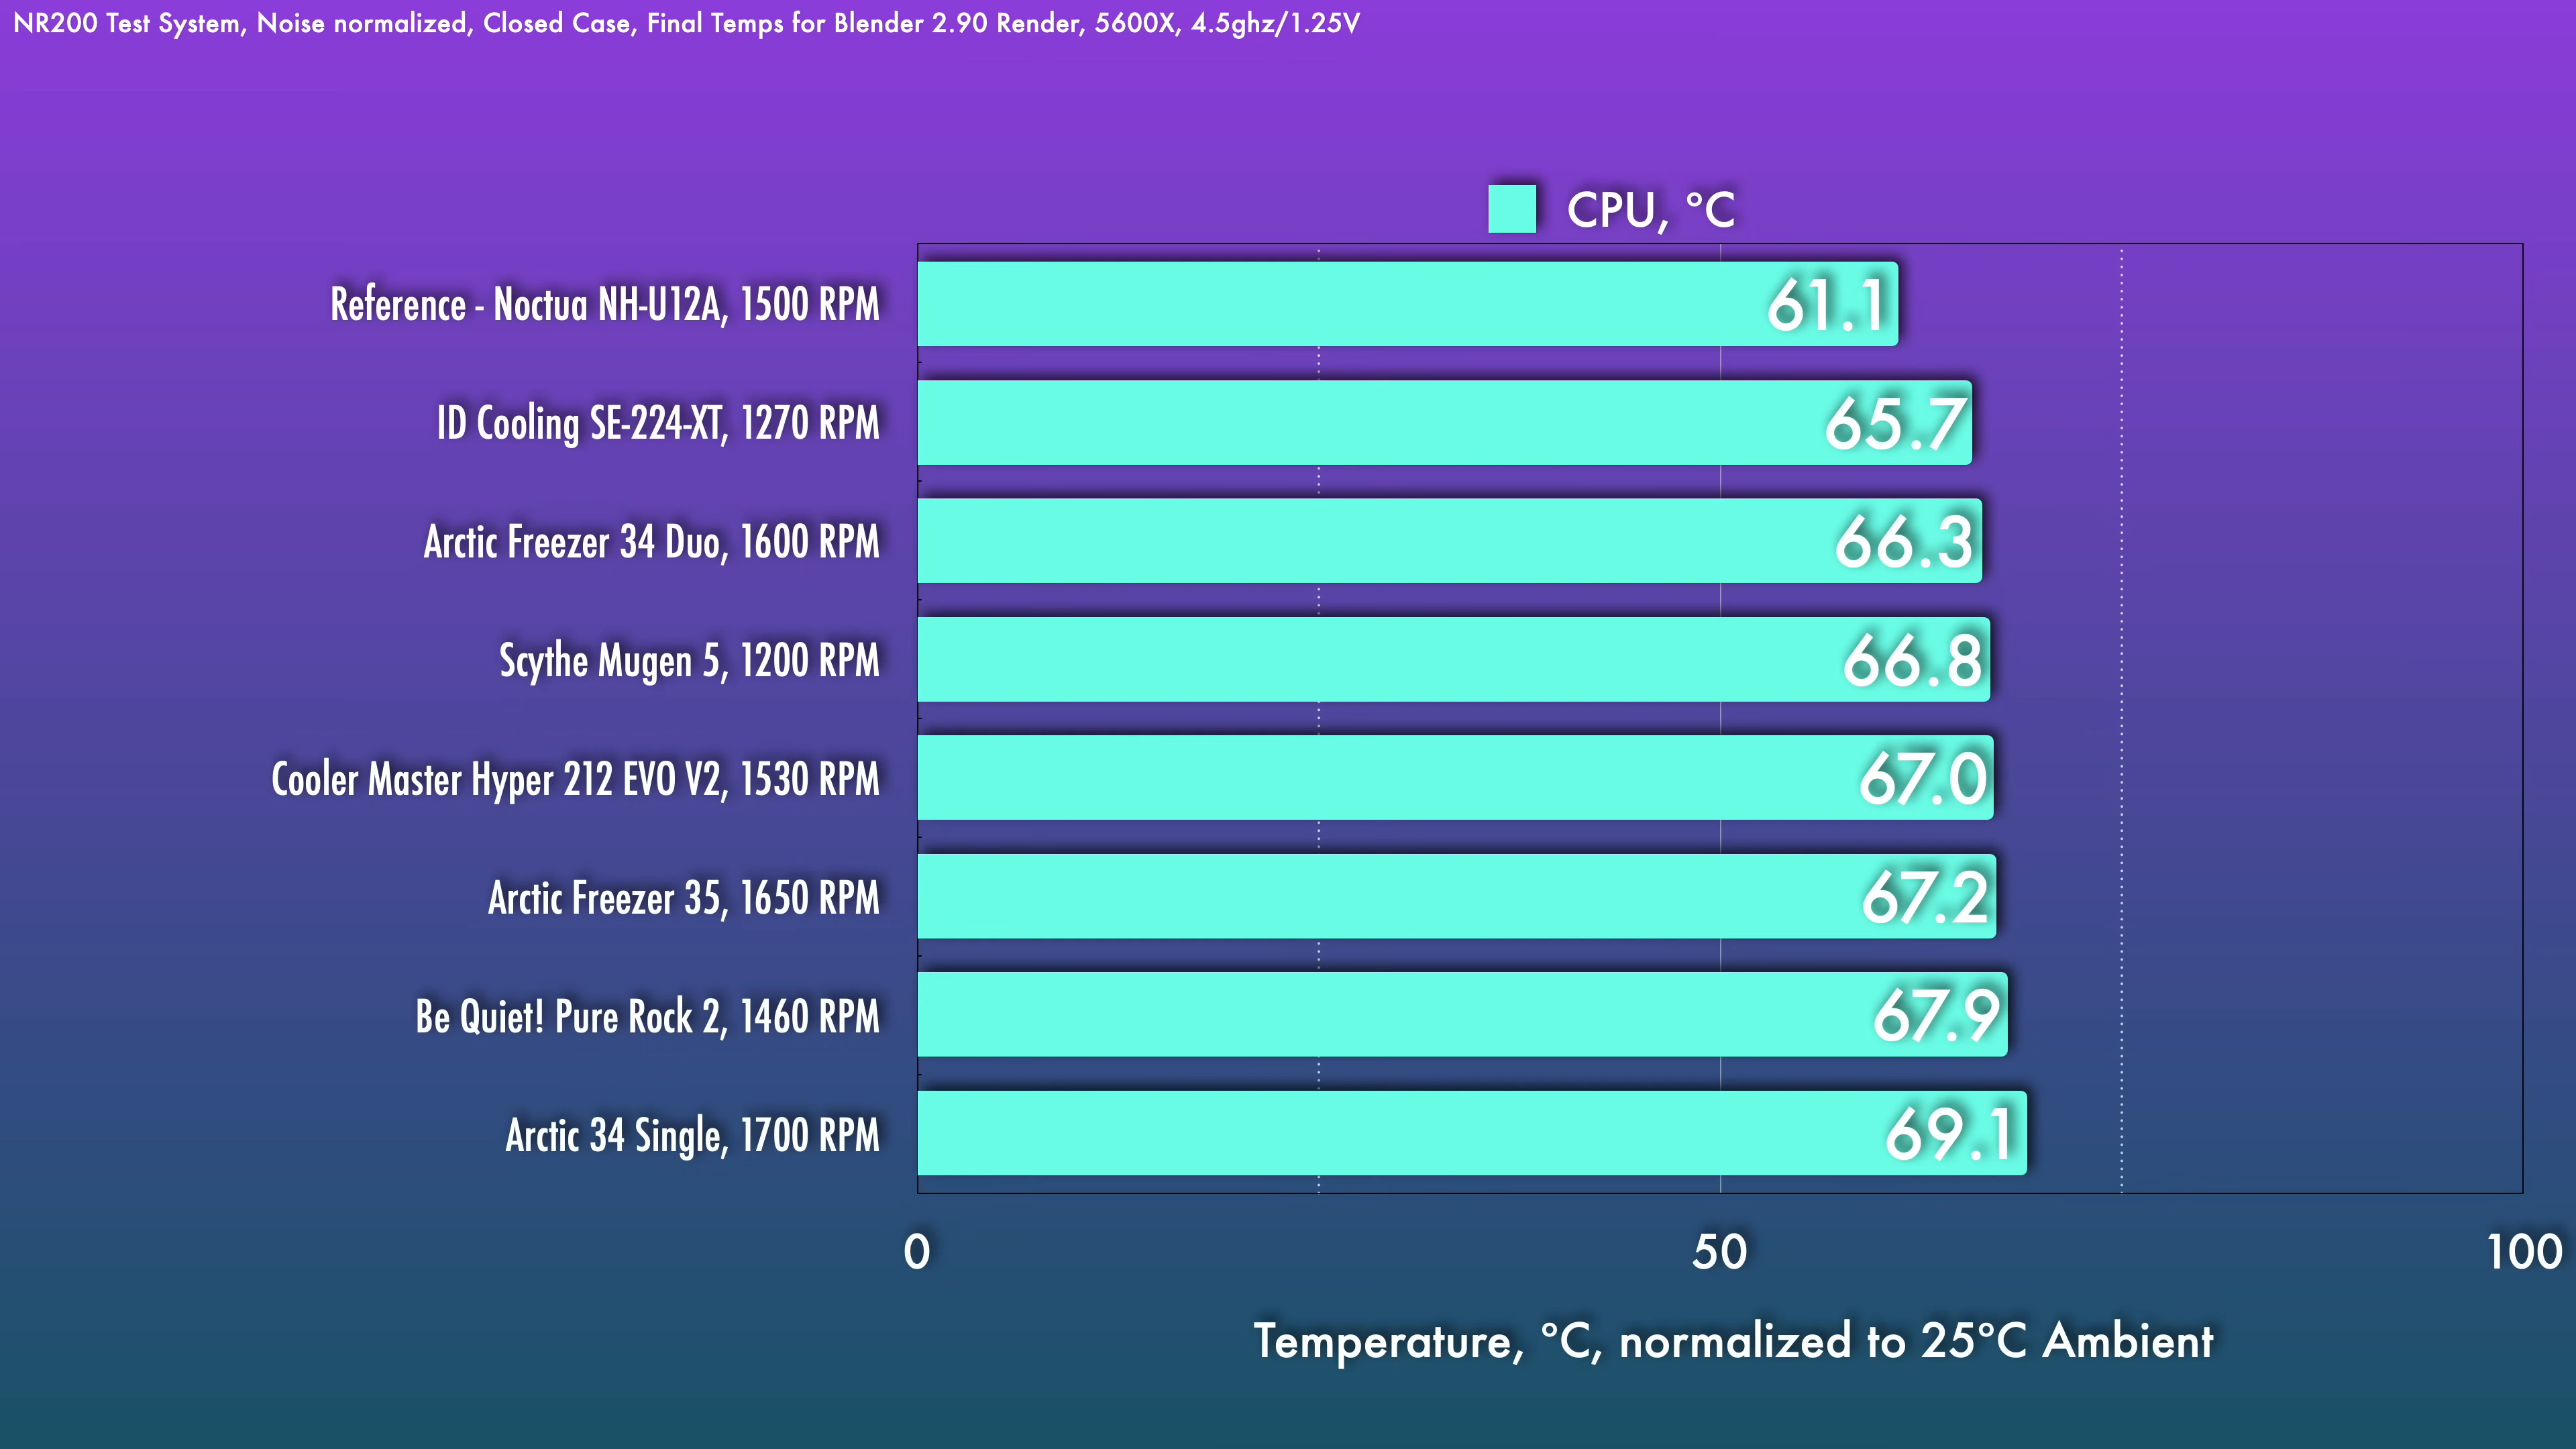 NR200 Test System, Noise normalized, Closed Case, Final Temps for Blender 2.90 Render, 5600X, 4.5ghz/1.25V
CPU, °C
Reference - Noctua NH-U12A, 1500 RPM
61.1
ID Cooling SE-224-XT, 1270 RPM
65.7
Arctic Freezer 34 Duo, 1600 RPM
66.3
Scythe Mugen 5, 1200 RPM
66.8
Cooler Master Hyper 212 EVO V2, 1530 RPM
67.0
Arctic Freezer 35, 1650 RPM
67.2
Be Quiet! Pure Rock 2, 1460 RPM
67.9
Arctic 34 Single, 1700 RPM
69.1
0 50 100
Temperature, °C, normalized to 25°C Ambient